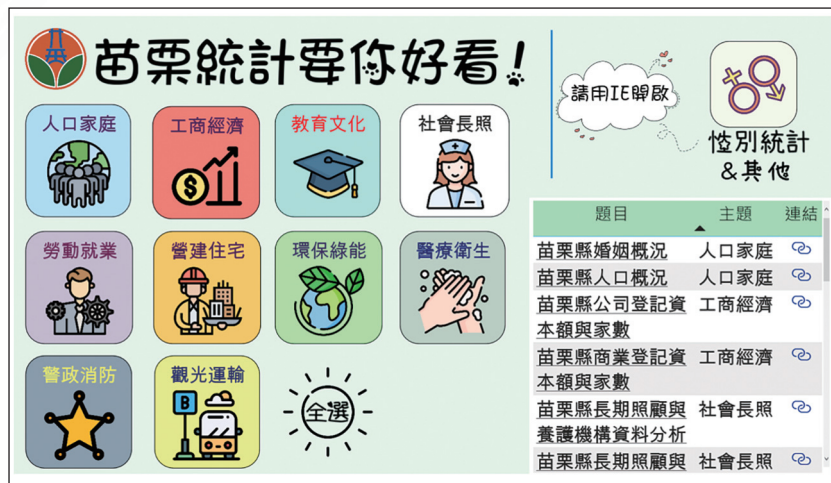 苗栗統計要你好看!
人口家庭
工商經濟
教育文化
社會長照
勞動就業
營建住宅
環保綠能
醫療衛生
警政消防
觀光運輸
B
全選
請用IE開啟
性別統計
&其他
題目 主題 連結
苗栗縣婚姻概況 人口家庭
苗栗縣人口概況 人口家庭
苗栗縣公司登記資 工商經濟
本額與家數
苗栗縣商業登記資 工商經濟
本額與家數
苗栗縣長期照顧與 社會長照
養護機構資料分析
苗栗縣長期照顧與 社會長照